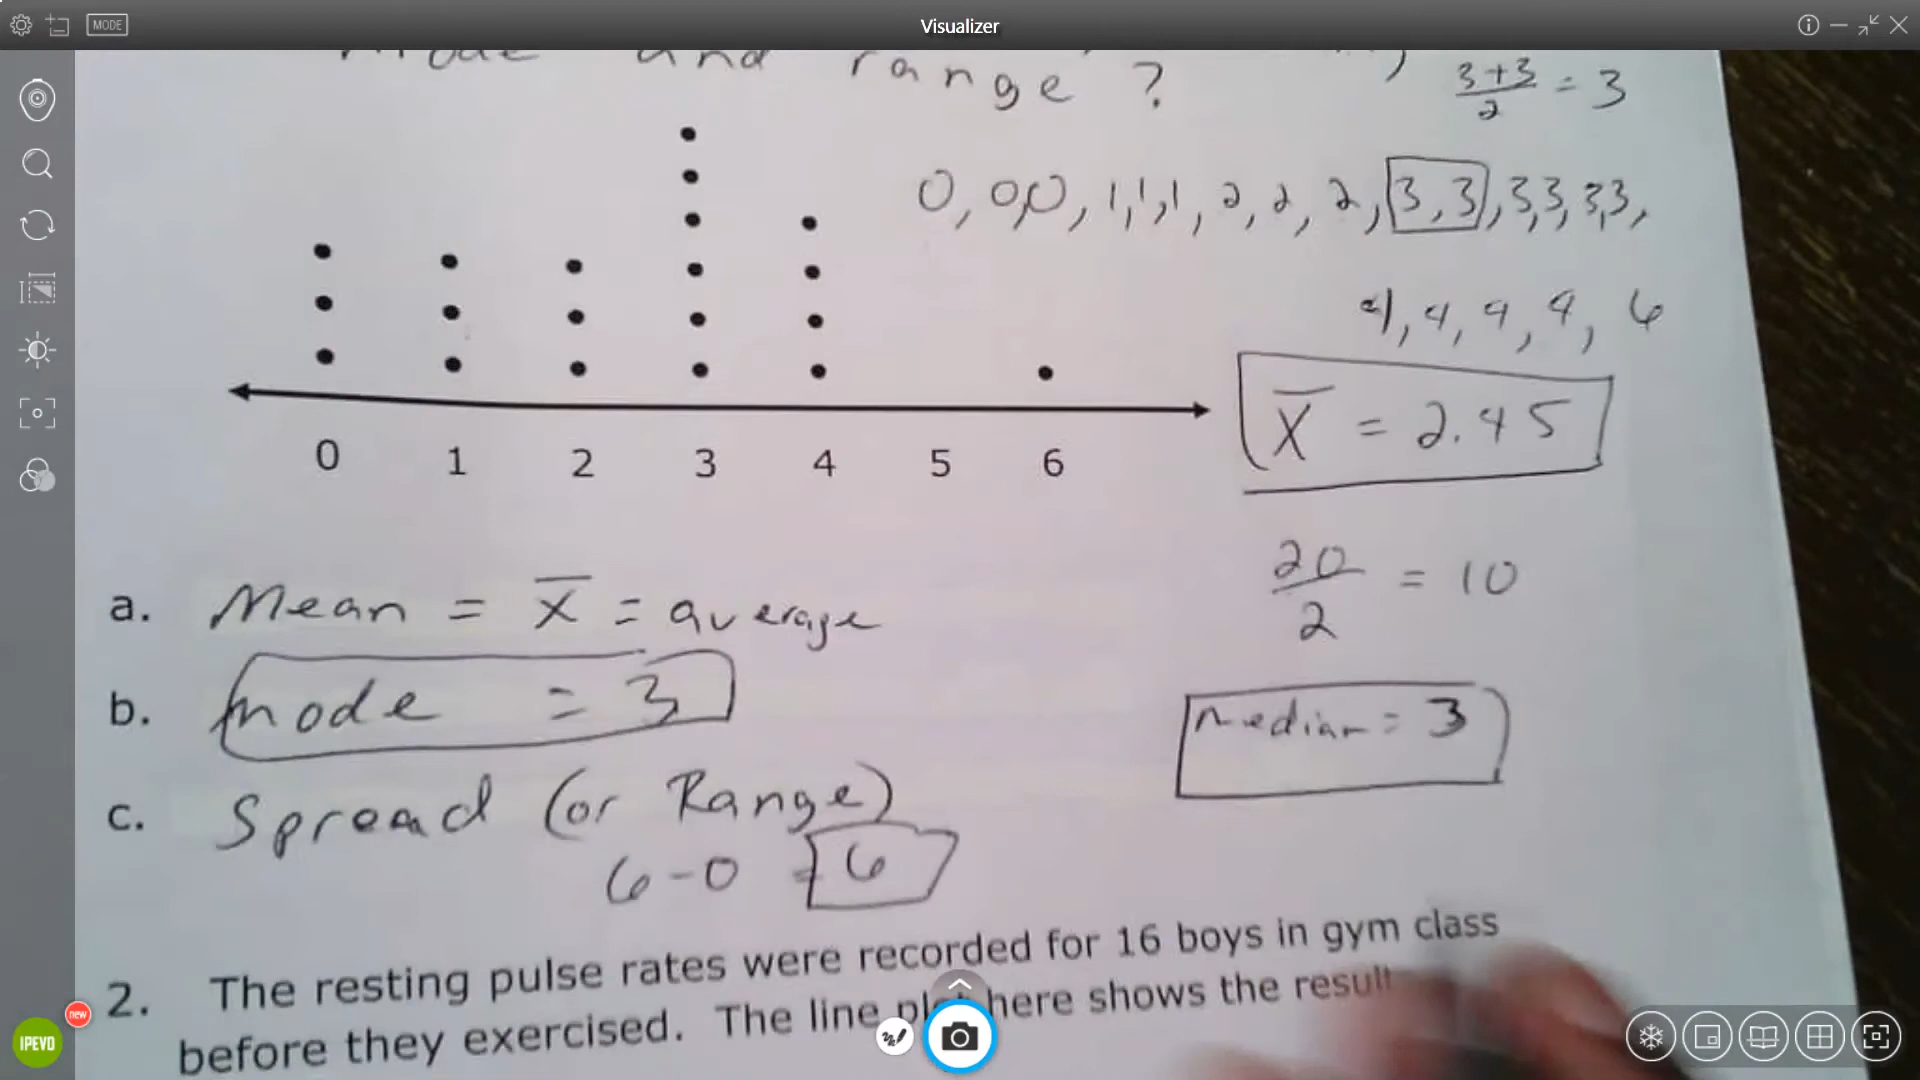 MODE
Visualizer
mode and range ?
3+3
2
= 3
0, 0,0, 1,1,1, 2, 2, 2, 3, 3, 3,3, 3,3,
4, 4, 4, 4, 6
X = 2.45
0 1 2 3 4 5 6
20
2
= 10
a. Mean = x = average
b. mode = 3
Median = 3
c. Spread (or Range)
6-0 = 6
2. The resting pulse rates were recorded for 16 boys in gym class
before they exercised. The line here shows the result
new
IPEVO